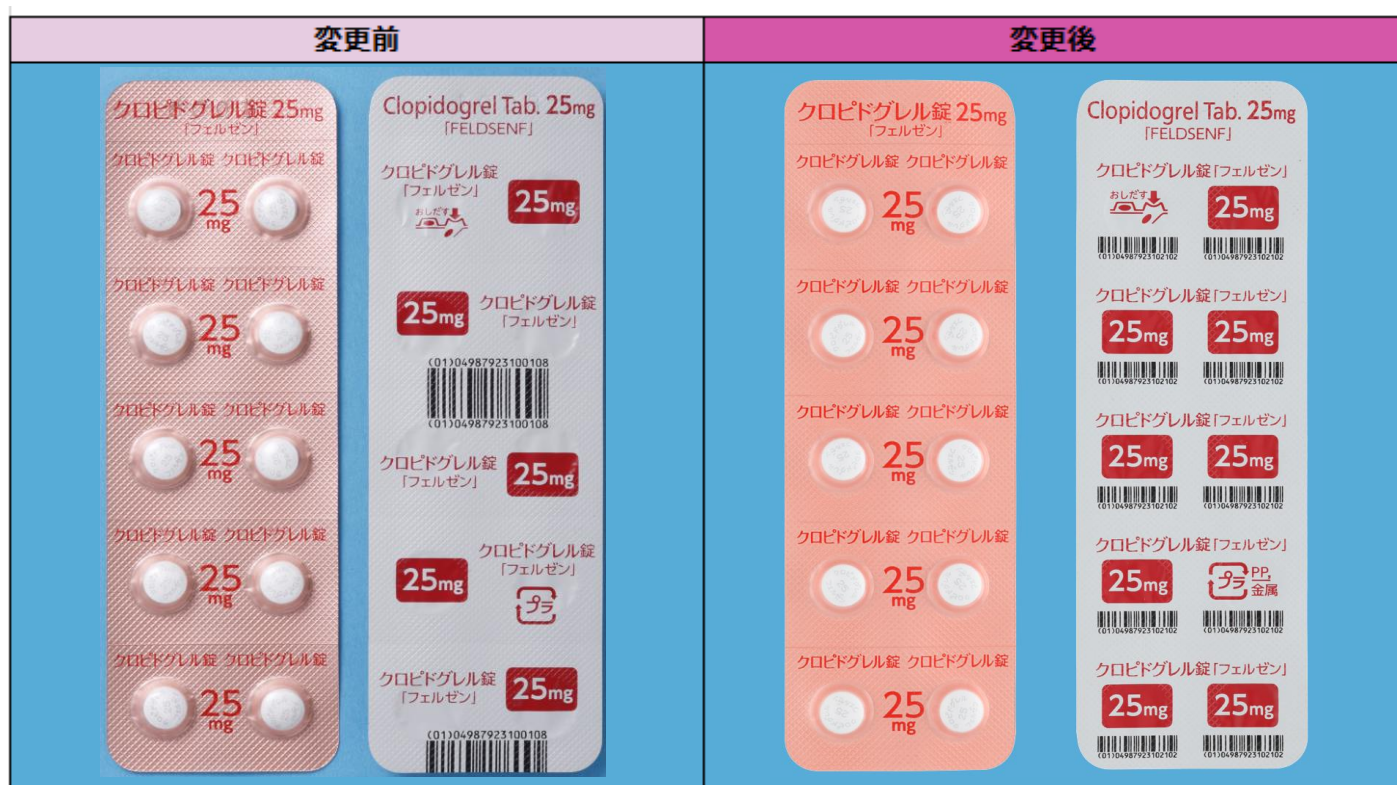 変更前
変更後
クロピドグレル錠 25mg
「フェルゼン」
クロピドグレル錠 クロピドグレル錠
25
mg
クロピドグレル錠 クロピドグレル錠
25
mg
クロピドグレル錠 クロピドグレル錠
25
mg
クロピドグレル錠 クロピドグレル錠
25
mg
クロピドグレル錠 クロピドグレル錠
25
mg
Clopidogrel Tab. 25mg
「FELDSENF」
クロピドグレル錠
「フェルゼン」
おしだす
25mg
25mg
クロピドグレル錠
「フェルゼン」
(01)04987923100108
(01)04987923100108
クロピドグレル錠
「フェルゼン」
25mg
クロピドグレル錠
「フェルゼン」
25mg
プラ
クロピドグレル錠
「フェルゼン」
25mg
(01)04987923100108
クロピドグレル錠 25mg
「フェルゼン」
クロピドグレル錠 クロピドグレル錠
25
mg
クロピドグレル錠 クロピドグレル錠
25
mg
クロピドグレル錠 クロピドグレル錠
25
mg
クロピドグレル錠 クロピドグレル錠
25
mg
クロピドグレル錠 クロピドグレル錠
25
mg
Clopidogrel Tab. 25mg
「FELDSENF」
クロピドグレル錠「フェルゼン」
おしだす 25mg
(01)04987923102102 (01)04987923102102
クロピドグレル錠「フェルゼン」
25mg 25mg
(01)04987923102102 (01)04987923102102
クロピドグレル錠「フェルゼン」
25mg 25mg
(01)04987923102102 (01)04987923102102
クロピドグレル錠「フェルゼン」
25mg プラ PP,
金属
(01)04987923102102 (01)04987923102102
クロピドグレル錠「フェルゼン」
25mg 25mg
(01)04987923102102 (01)04987923102102